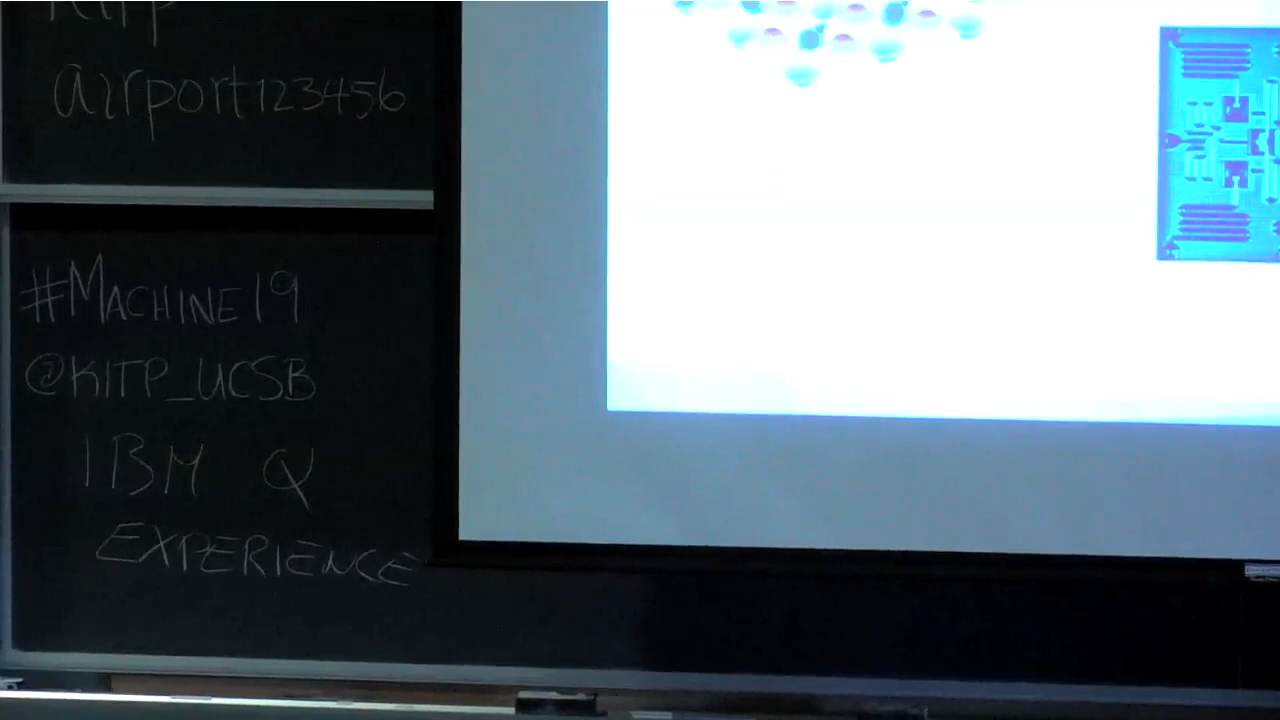 airport123456
#MACHINE19
@KITP_UCSB
IBM Q
EXPERIENCE